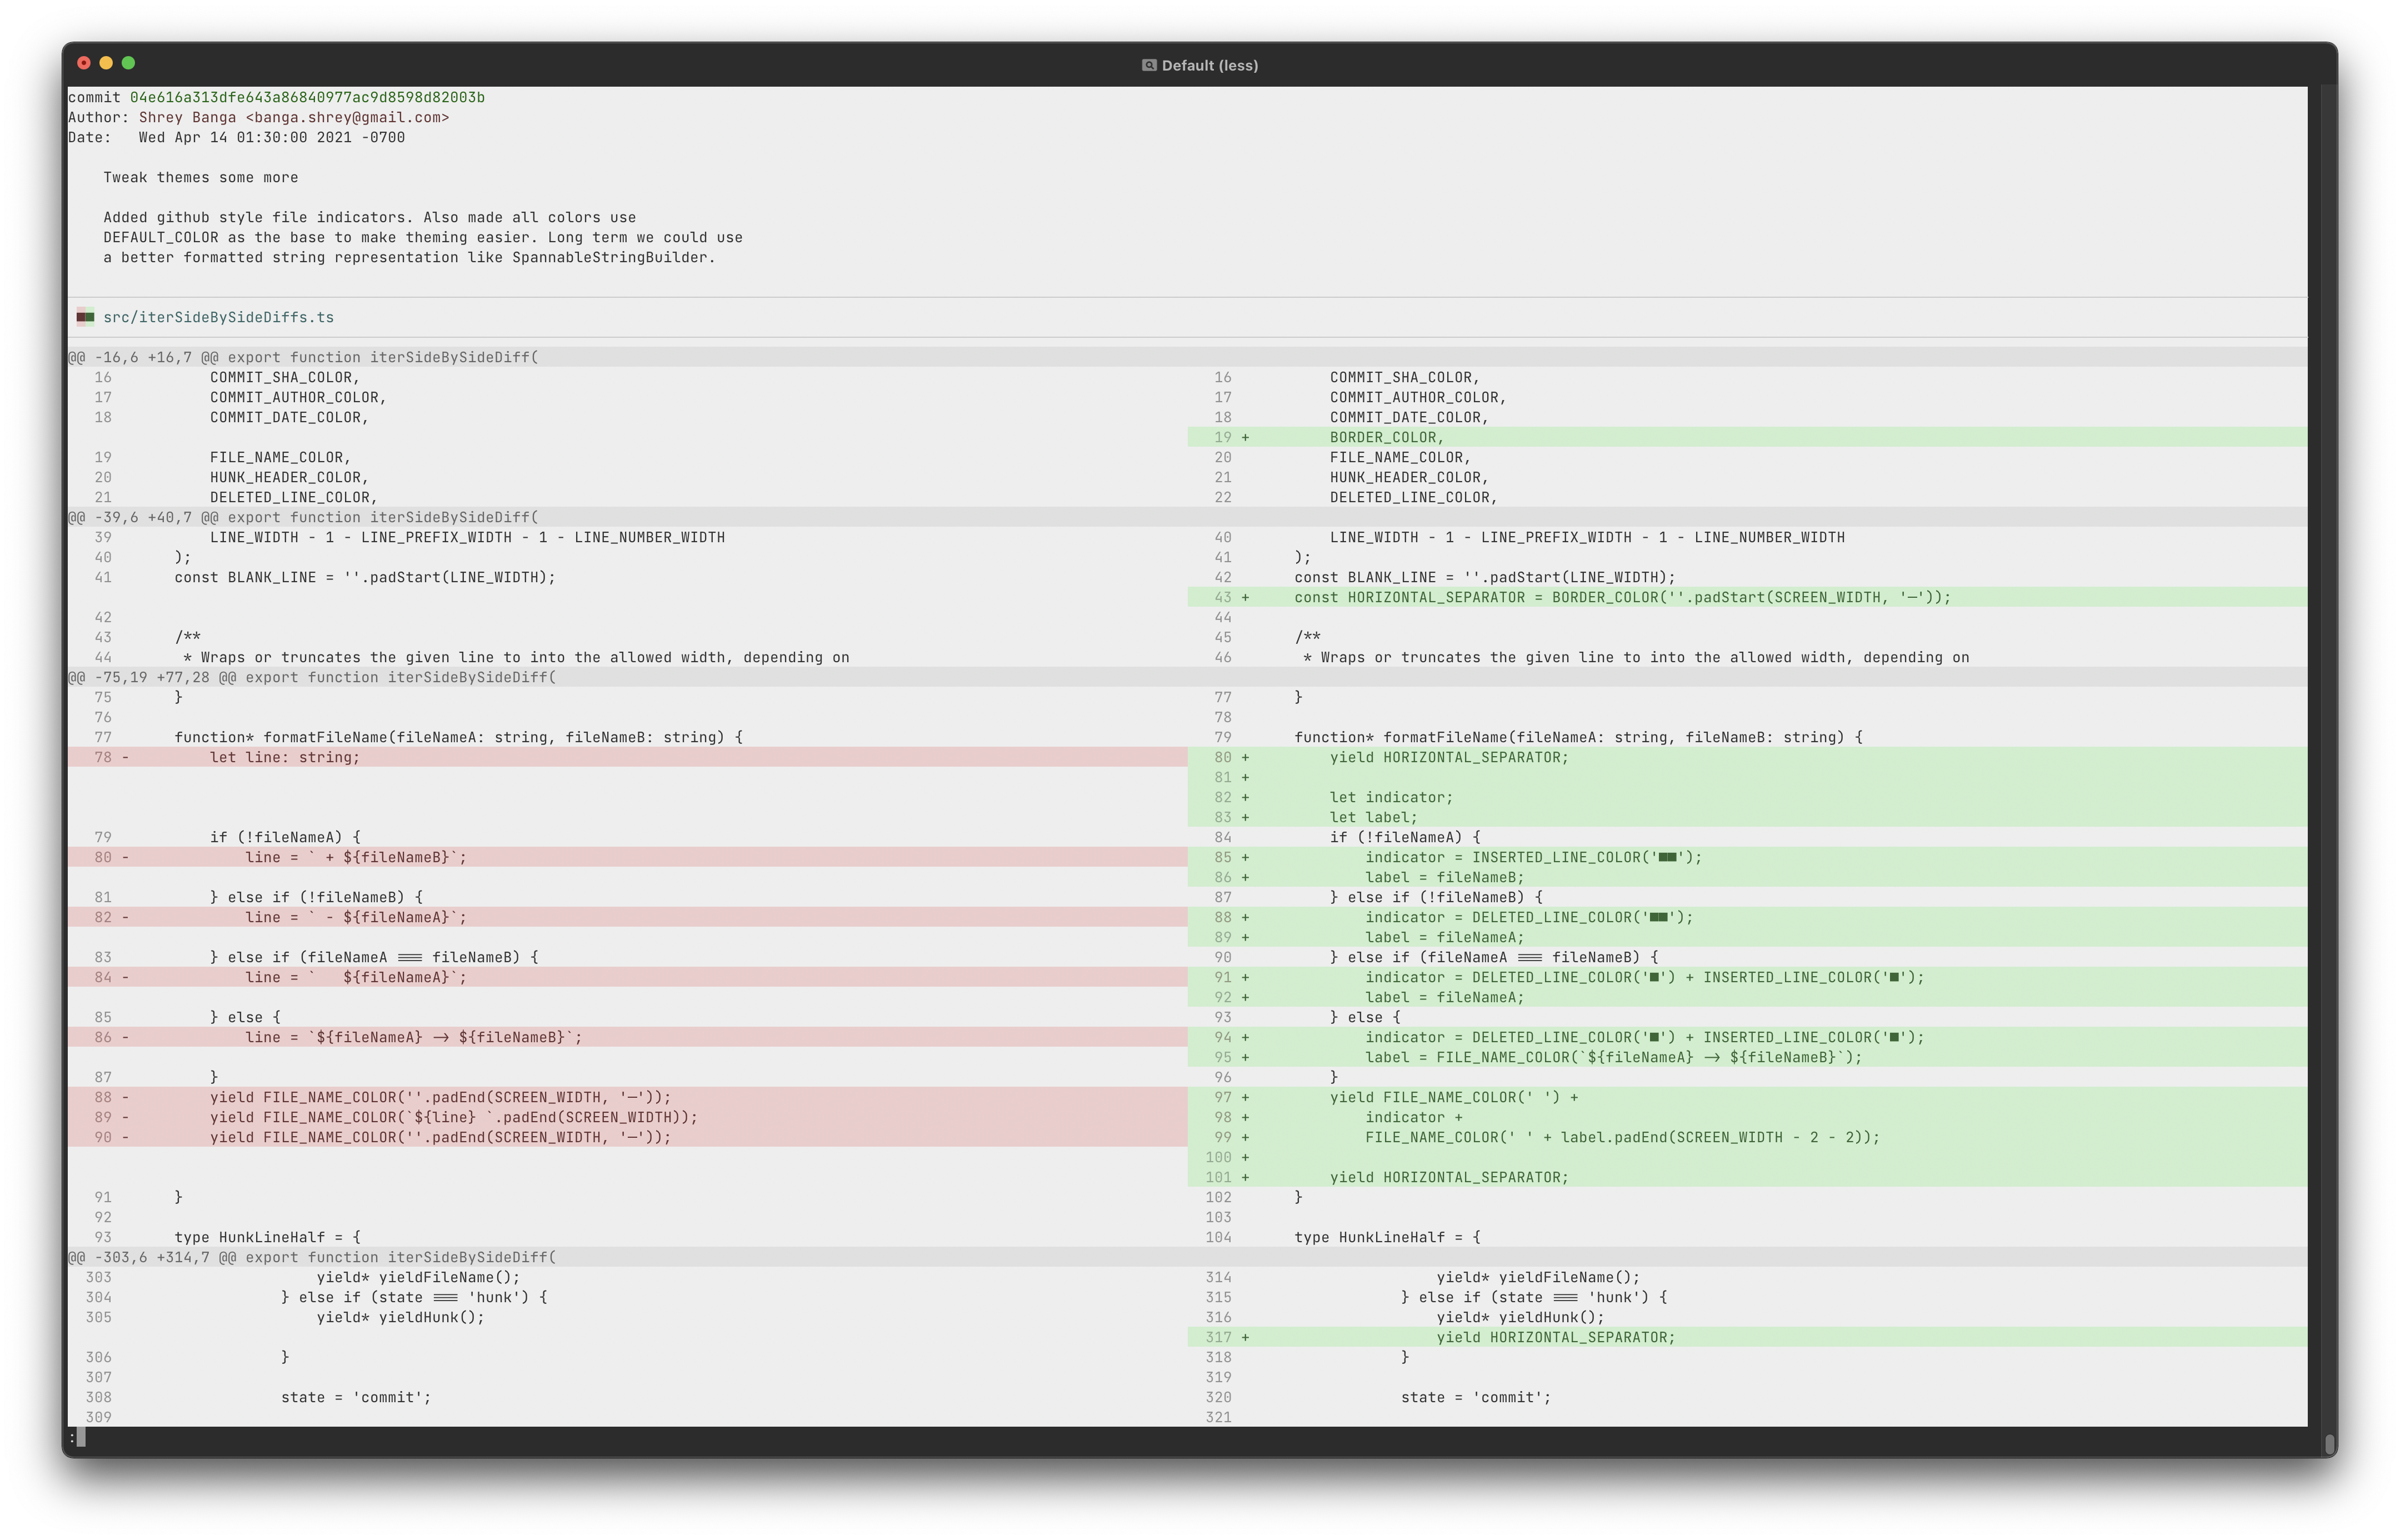 Default (less)
commit 04e616a313dfe643a86840977ac9d8598d82003b
Author: Shrey Banga <banga.shrey@gmail.com>
Date:   Wed Apr 14 01:30:00 2021 -0700
Tweak themes some more
Added github style file indicators. Also made all colors use
DEFAULT_COLOR as the base to make theming easier. Long term we could use
a better formatted string representation like SpannableStringBuilder.
src/iterSideBySideDiffs.ts
@@ -16,6 +16,7 @@ export function iterSideBySideDiff(
16 COMMIT_SHA_COLOR, 16 COMMIT_SHA_COLOR,
17 COMMIT_AUTHOR_COLOR, 17 COMMIT_AUTHOR_COLOR,
18 COMMIT_DATE_COLOR, 18 COMMIT_DATE_COLOR,
19 + BORDER_COLOR,
19 FILE_NAME_COLOR, 20 FILE_NAME_COLOR,
20 HUNK_HEADER_COLOR, 21 HUNK_HEADER_COLOR,
21 DELETED_LINE_COLOR, 22 DELETED_LINE_COLOR,
@@ -39,6 +40,7 @@ export function iterSideBySideDiff(
39 LINE_WIDTH - 1 - LINE_PREFIX_WIDTH - 1 - LINE_NUMBER_WIDTH 40 LINE_WIDTH - 1 - LINE_PREFIX_WIDTH - 1 - LINE_NUMBER_WIDTH
40 ); 41 );
41 const BLANK_LINE = ''.padStart(LINE_WIDTH); 42 const BLANK_LINE = ''.padStart(LINE_WIDTH);
43 + const HORIZONTAL_SEPARATOR = BORDER_COLOR(''.padStart(SCREEN_WIDTH, '—'));
42 44
43 /** 45 /**
44 * Wraps or truncates the given line to into the allowed width, depending on 46 * Wraps or truncates the given line to into the allowed width, depending on
@@ -75,19 +77,28 @@ export function iterSideBySideDiff(
75 } 77 }
76 78
77 function* formatFileName(fileNameA: string, fileNameB: string) { 79 function* formatFileName(fileNameA: string, fileNameB: string) {
78 - let line: string; 80 + yield HORIZONTAL_SEPARATOR;
81 +
82 + let indicator;
83 + let label;
79 if (!fileNameA) { 84 if (!fileNameA) {
80 - line = ` + ${fileNameB}`; 85 + indicator = INSERTED_LINE_COLOR('■■');
86 + label = fileNameB;
81 } else if (!fileNameB) { 87 } else if (!fileNameB) {
82 - line = ` - ${fileNameA}`; 88 + indicator = DELETED_LINE_COLOR('■■');
89 + label = fileNameA;
83 } else if (fileNameA === fileNameB) { 90 } else if (fileNameA === fileNameB) {
84 - line = `   ${fileNameA}`; 91 + indicator = DELETED_LINE_COLOR('■') + INSERTED_LINE_COLOR('■');
92 + label = fileNameA;
85 } else { 93 } else {
86 - line = `${fileNameA} -> ${fileNameB}`; 94 + indicator = DELETED_LINE_COLOR('■') + INSERTED_LINE_COLOR('■');
95 + label = FILE_NAME_COLOR(`${fileNameA} -> ${fileNameB}`);
87 } 96 }
88 - yield FILE_NAME_COLOR(''.padEnd(SCREEN_WIDTH, '—')); 97 + yield FILE_NAME_COLOR(' ') +
89 - yield FILE_NAME_COLOR(`${line} `.padEnd(SCREEN_WIDTH)); 98 + indicator +
90 - yield FILE_NAME_COLOR(''.padEnd(SCREEN_WIDTH, '—')); 99 + FILE_NAME_COLOR(' ' + label.padEnd(SCREEN_WIDTH - 2 - 2));
100 +
101 + yield HORIZONTAL_SEPARATOR;
91 } 102 }
92 103
93 type HunkLineHalf = { 104 type HunkLineHalf = {
@@ -303,6 +314,7 @@ export function iterSideBySideDiff(
303 yield* yieldFileName(); 314 yield* yieldFileName();
304 } else if (state === 'hunk') { 315 } else if (state === 'hunk') {
305 yield* yieldHunk(); 316 yield* yieldHunk();
317 + yield HORIZONTAL_SEPARATOR;
306 } 318 }
307 319
308 state = 'commit'; 320 state = 'commit';
309 321
: